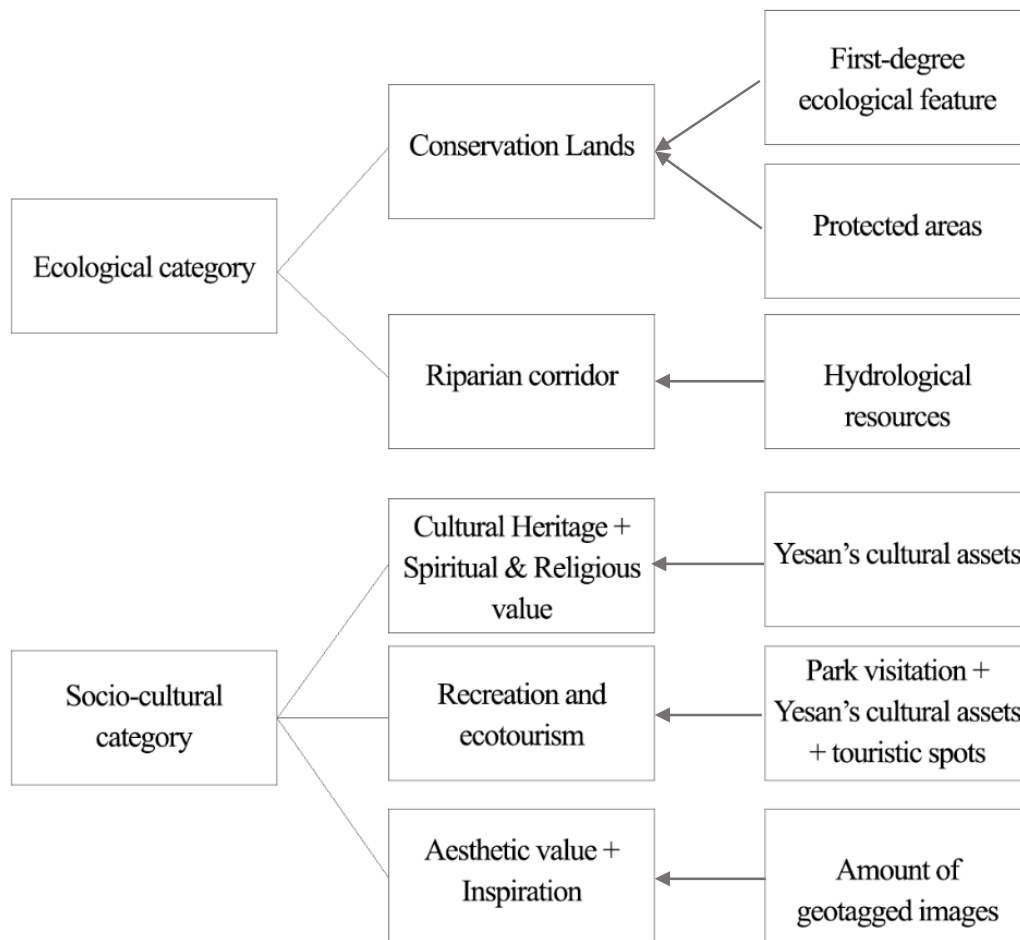 First-degree
ecological feature
Conservation Lands
Protected areas
Ecological category
Riparian corridor
Hydrological
resources
Cultural Heritage +
Spiritual & Religious
value
Yesan’s cultural assets
Socio-cultural
category
Recreation and
ecotourism
Park visitation +
Yesan’s cultural assets
+ touristic spots
Aesthetic value +
Inspiration
Amount of
geotagged images